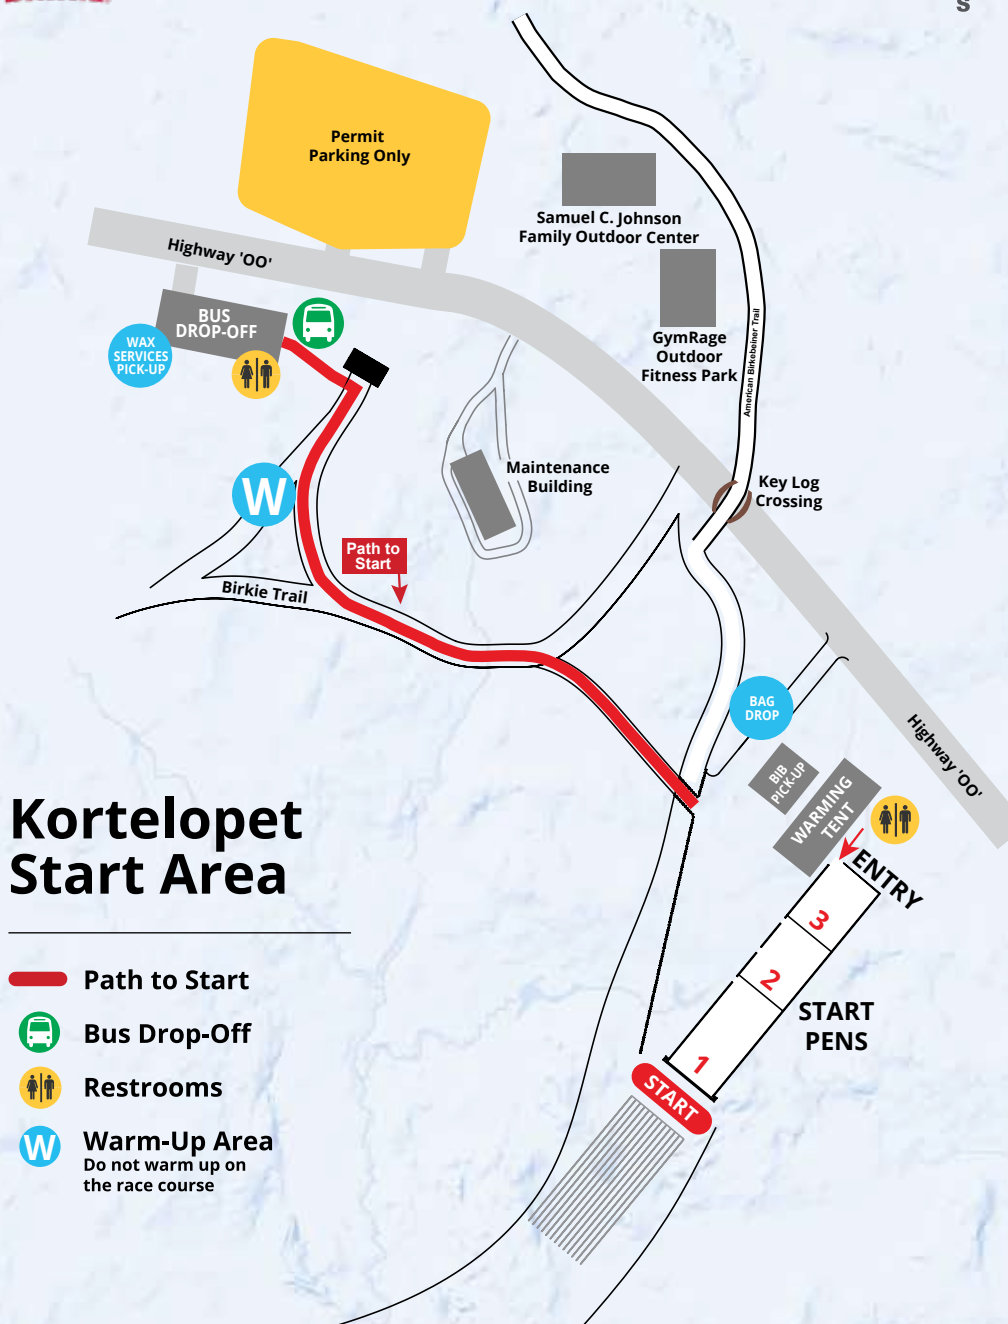 S
Permit
Parking Only
Samuel C. Johnson
Family Outdoor Center
Highway 'OO'
BUS
DROP-OFF
WAX
SERVICES
PICK-UP
GymRage
Outdoor
Fitness Park
American Birkebeiner Trail
Maintenance
Building
Key Log
Crossing
W
Path to
Start
Birkie Trail
BAG
DROP
Highway 'OO'
BIB
PICK-UP
WARMING
TENT
ENTRY
3
2
1
START
PENS
START
Kortelopet
Start Area
Path to Start
Bus Drop-Off
Restrooms
W
Warm-Up Area
Do not warm up on
the race course